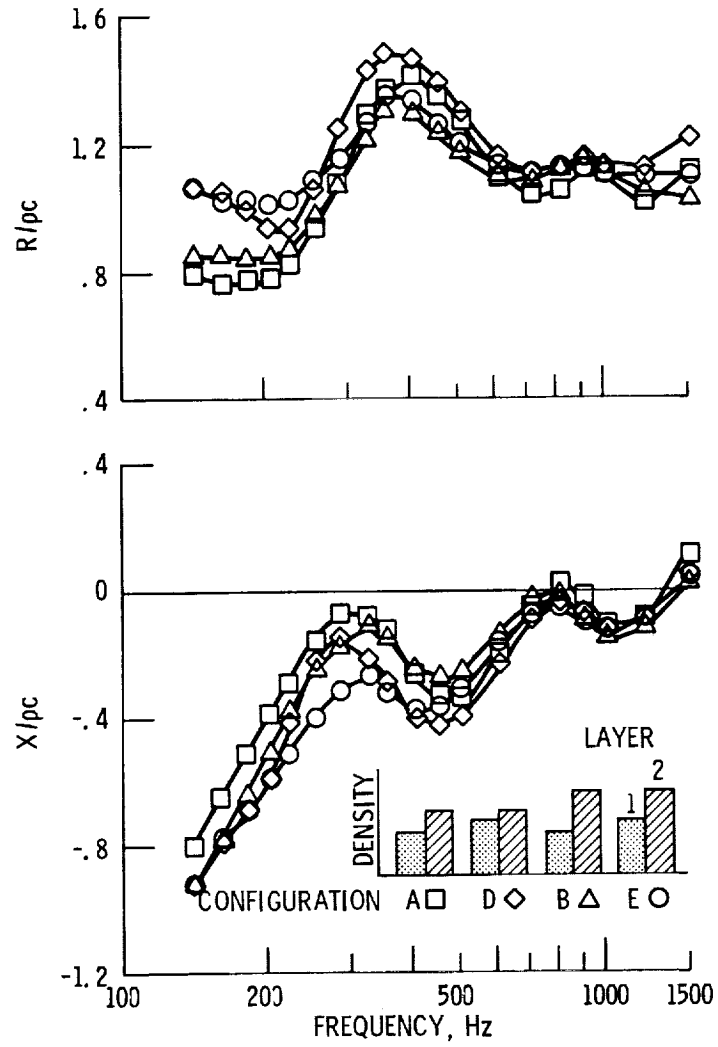 1.6
1.2
.8
.4
R/ρc
.4
0
-.4
-.8
-1.2
X/ρc
LAYER
1 2
DENSITY
CONFIGURATION A D B E
100 200 500 1000 1500
FREQUENCY, Hz